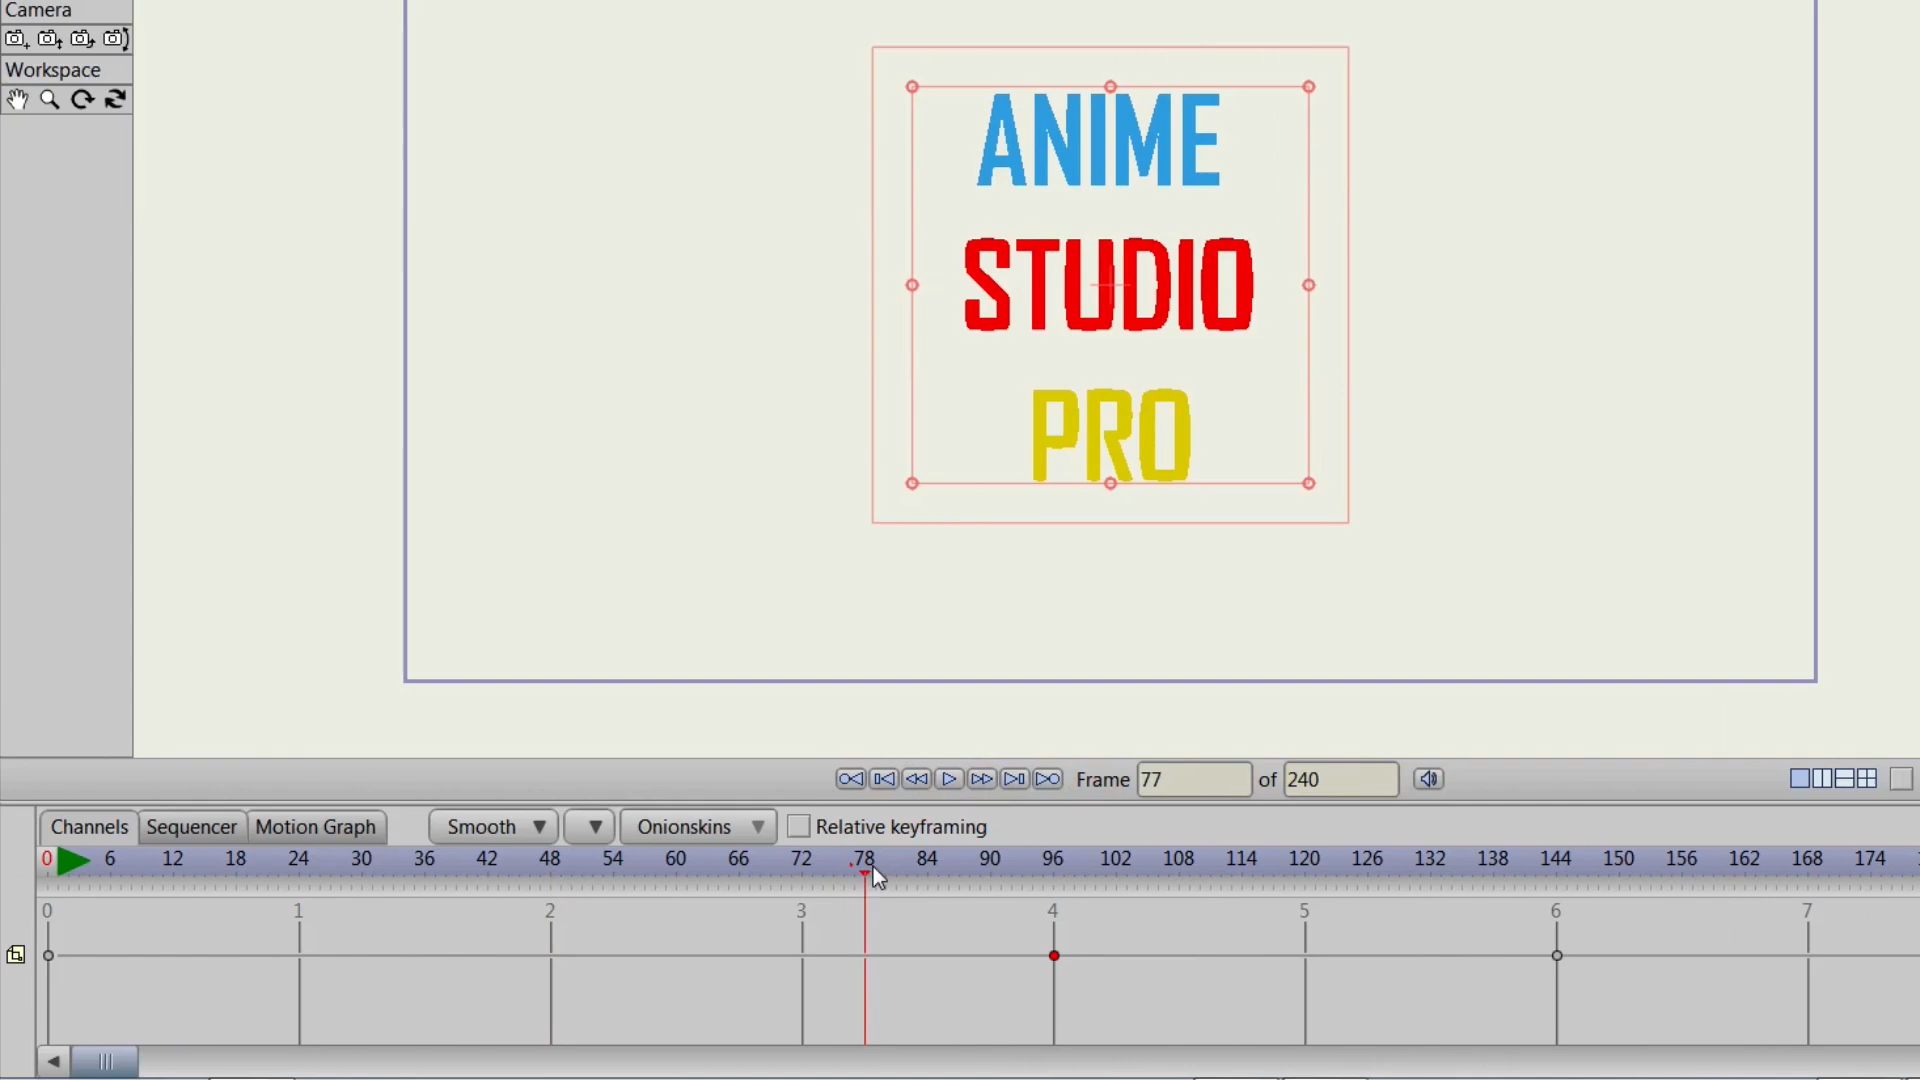 Camera
Workspace
ANIME
STUDIO
PRO
Frame 77 of 240
Channels Sequencer Motion Graph Smooth Onionskins Relative keyframing
0 6 12 18 24 30 36 42 48 54 60 66 72 78 84 90 96 102 108 114 120 126 132 138 144 150 156 162 168 174
0 1 2 3 4 5 6 7